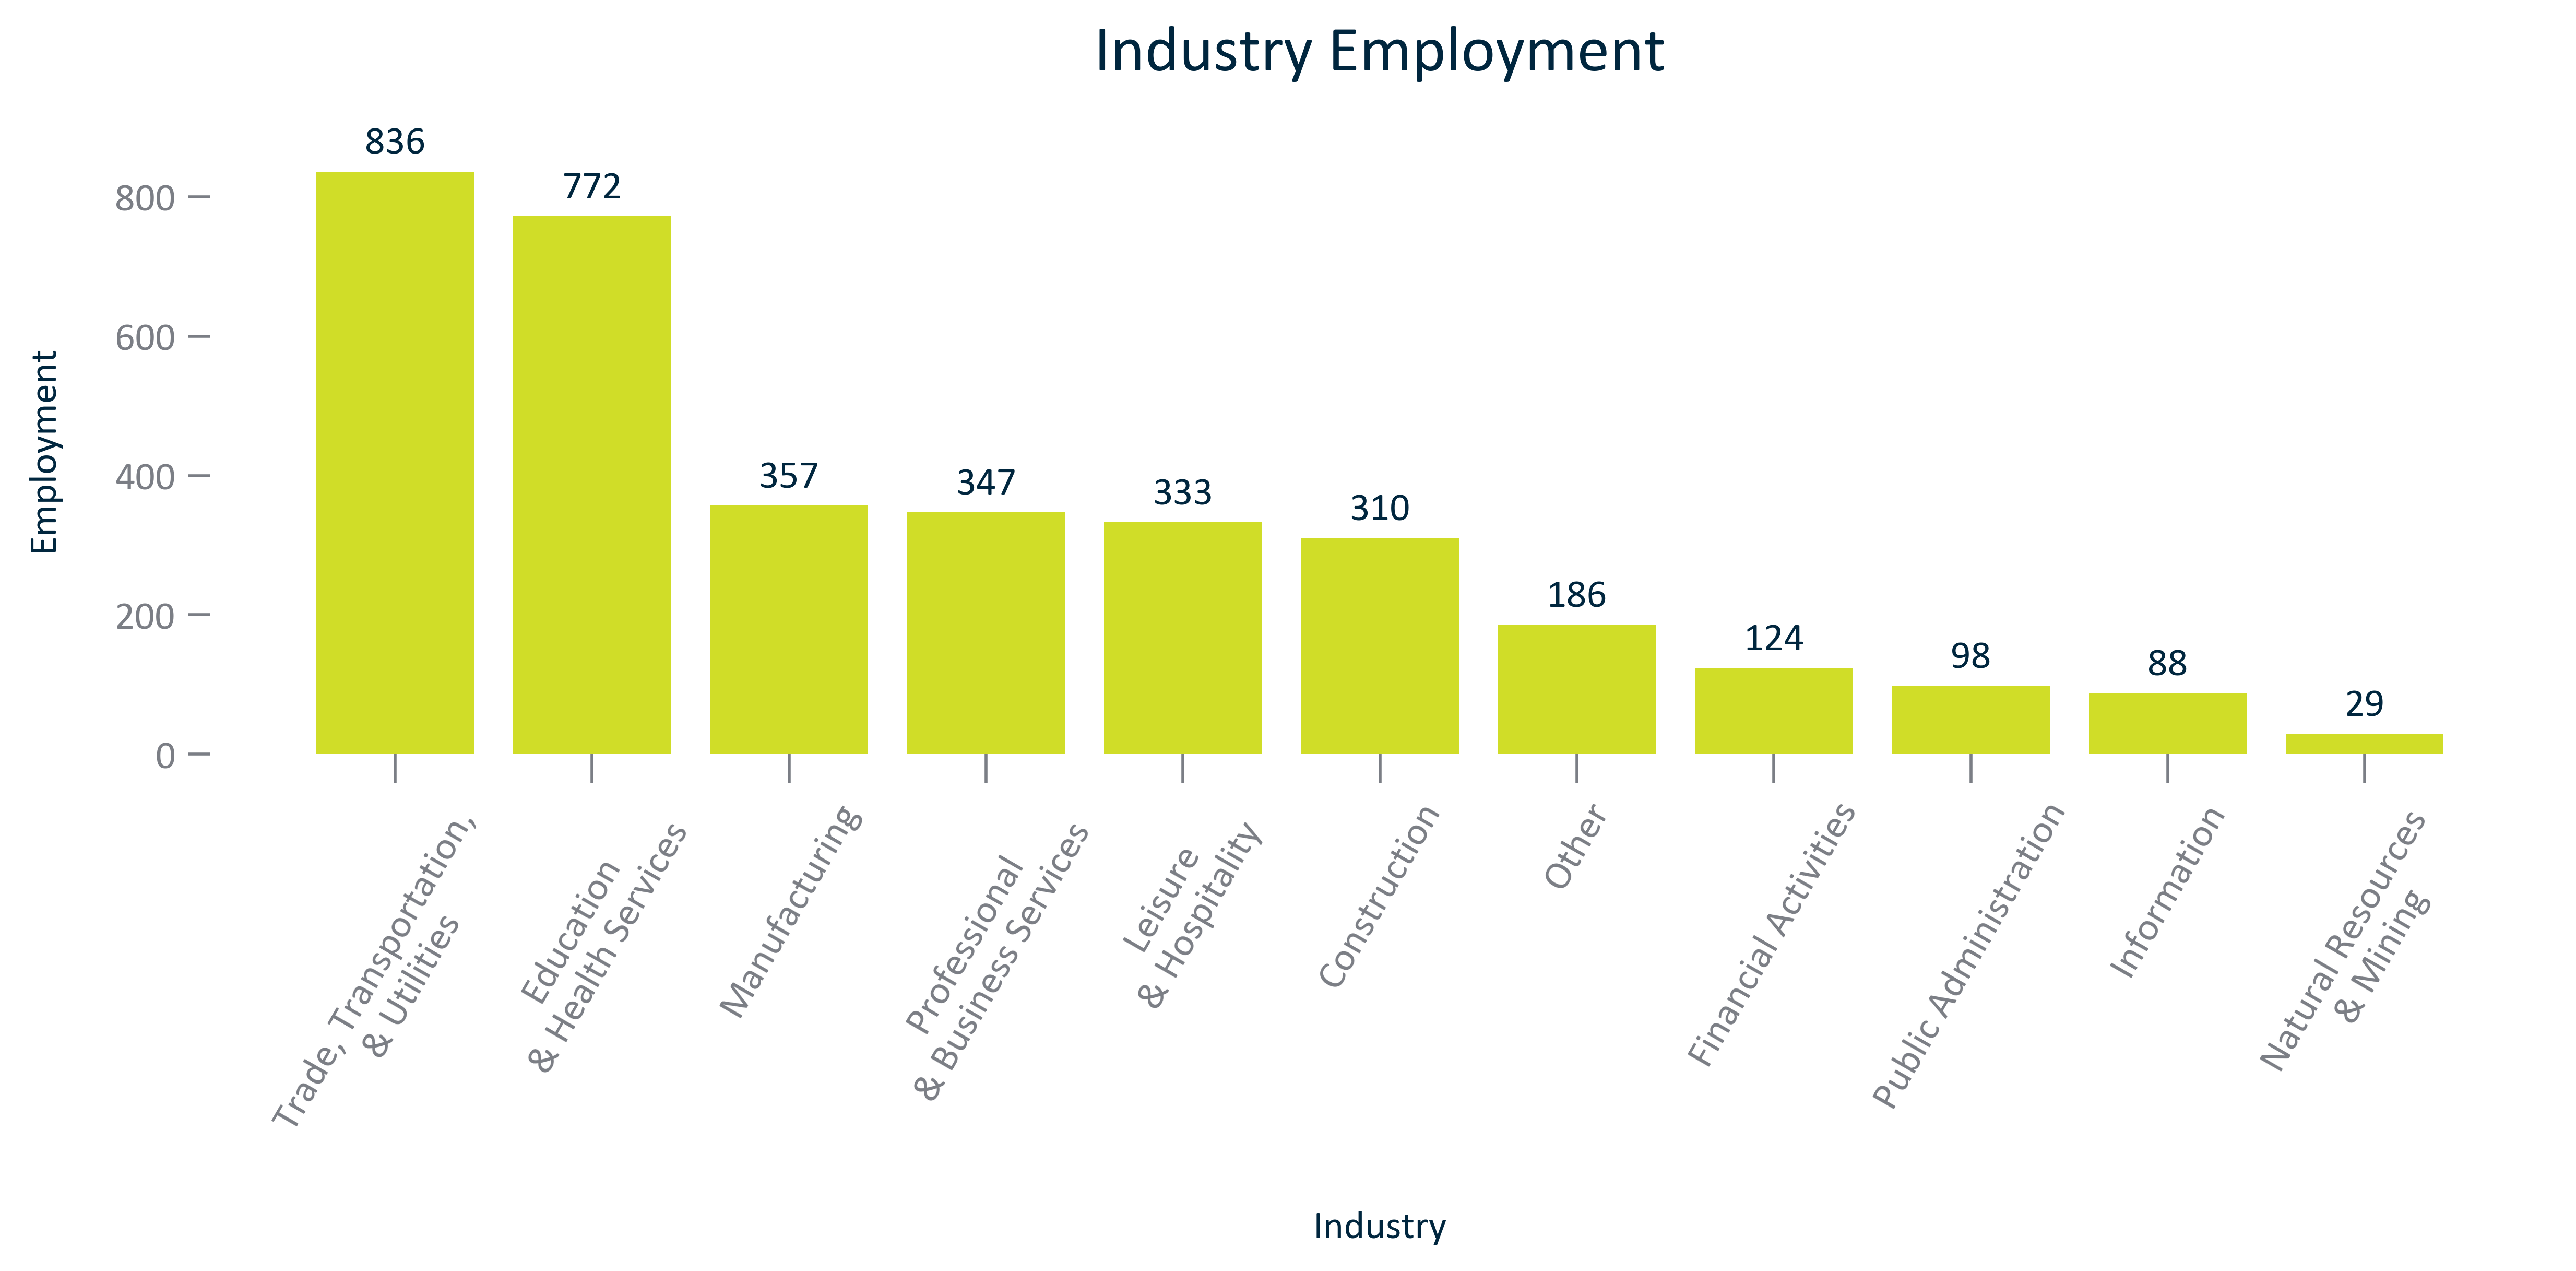 Industry Employment
836
772
357
347
333
310
186
124
98
88
29
800
600
400
200
0
Employment
Trade, Transportation,
& Utilities
Education
& Health Services
Manufacturing
Professional
& Business Services
Leisure
& Hospitality
Construction
Other
Financial Activities
Public Administration
Information
Natural Resources
& Mining
Industry